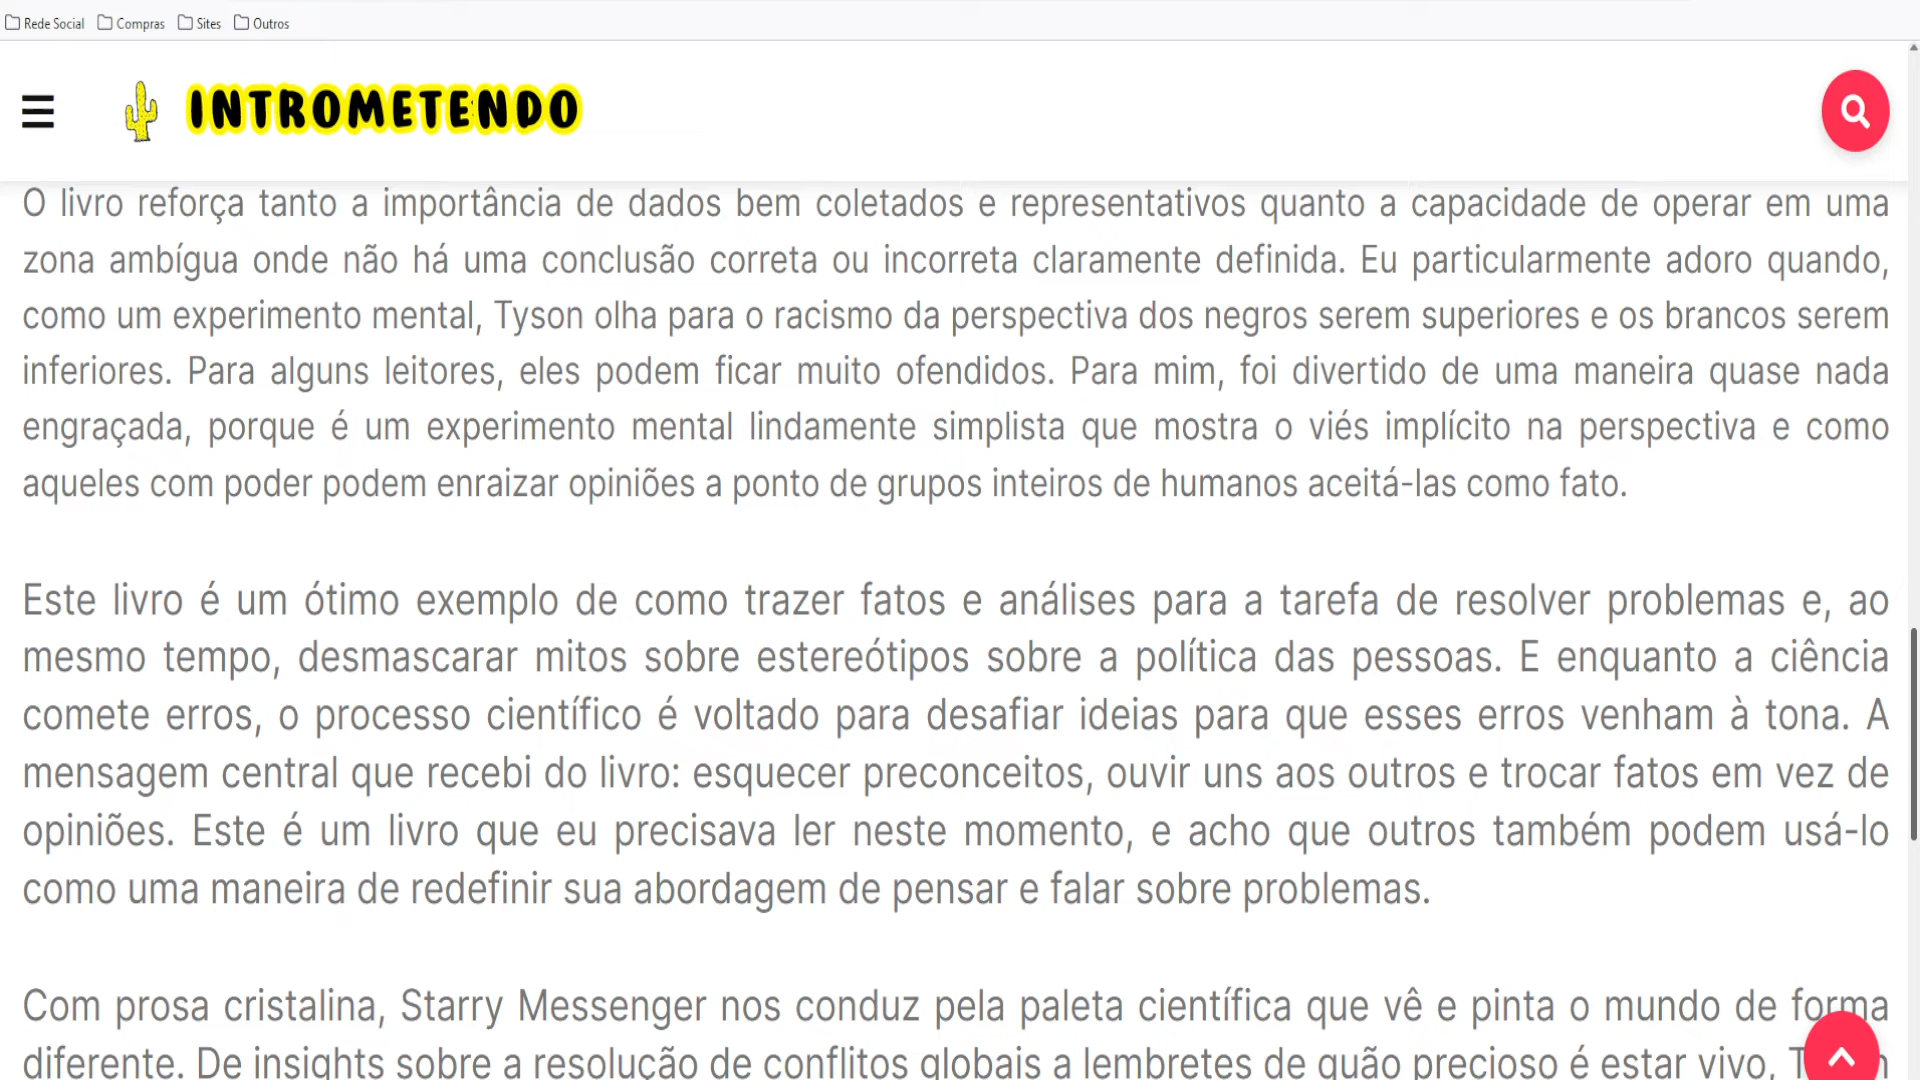 Rede Social Compras Sites Outros
INTROMETENDO
O livro reforça tanto a importância de dados bem coletados e representativos quanto a capacidade de operar em uma
zona ambígua onde não há uma conclusão correta ou incorreta claramente definida. Eu particularmente adoro quando,
como um experimento mental, Tyson olha para o racismo da perspectiva dos negros serem superiores e os brancos serem
inferiores. Para alguns leitores, eles podem ficar muito ofendidos. Para mim, foi divertido de uma maneira quase nada
engraçada, porque é um experimento mental lindamente simplista que mostra o viés implícito na perspectiva e como
aqueles com poder podem enraizar opiniões a ponto de grupos inteiros de humanos aceitá-las como fato.
Este livro é um ótimo exemplo de como trazer fatos e análises para a tarefa de resolver problemas e, ao
mesmo tempo, desmascarar mitos sobre estereótipos sobre a política das pessoas. E enquanto a ciência
comete erros, o processo científico é voltado para desafiar ideias para que esses erros venham à tona. A
mensagem central que recebi do livro: esquecer preconceitos, ouvir uns aos outros e trocar fatos em vez de
opiniões. Este é um livro que eu precisava ler neste momento, e acho que outros também podem usá-lo
como uma maneira de redefinir sua abordagem de pensar e falar sobre problemas.
Com prosa cristalina, Starry Messenger nos conduz pela paleta científica que vê e pinta o mundo de forma
diferente. De insights sobre a resolução de conflitos globais a lembretes de quão precioso é estar vivo,